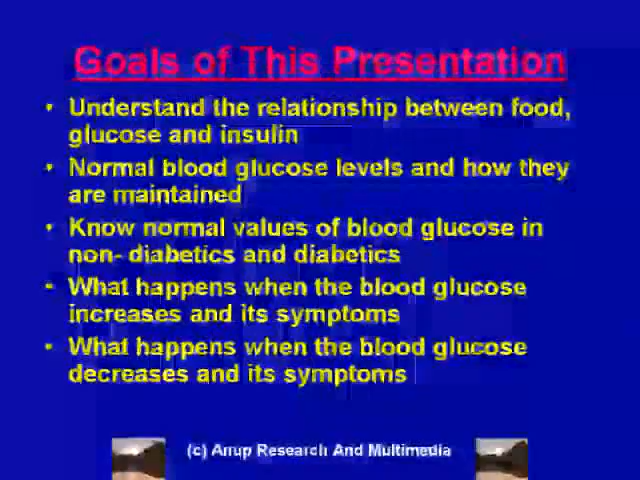 Goals of This Presentation
• Understand the relationship between food,
glucose and insulin
• Normal blood glucose levels and how they
are maintained
• Know normal values of blood glucose in
non- diabetics and diabetics
• What happens when the blood glucose
increases and its symptoms
• What happens when the blood glucose
decreases and its symptoms
(c) Anup Research And Multimedia